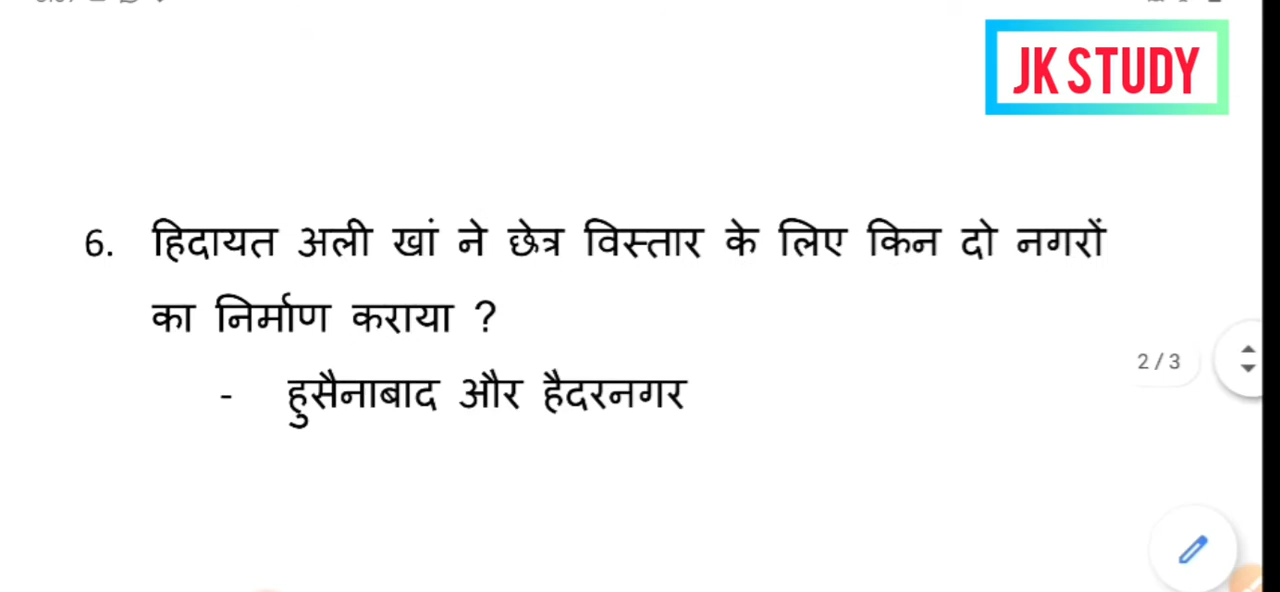 JK STUDY
6. हिदायत अली खां ने छेत्र विस्तार के लिए किन दो नगरों
का निर्माण कराया ?
- हुसैनाबाद और हैदरनगर
2 / 3